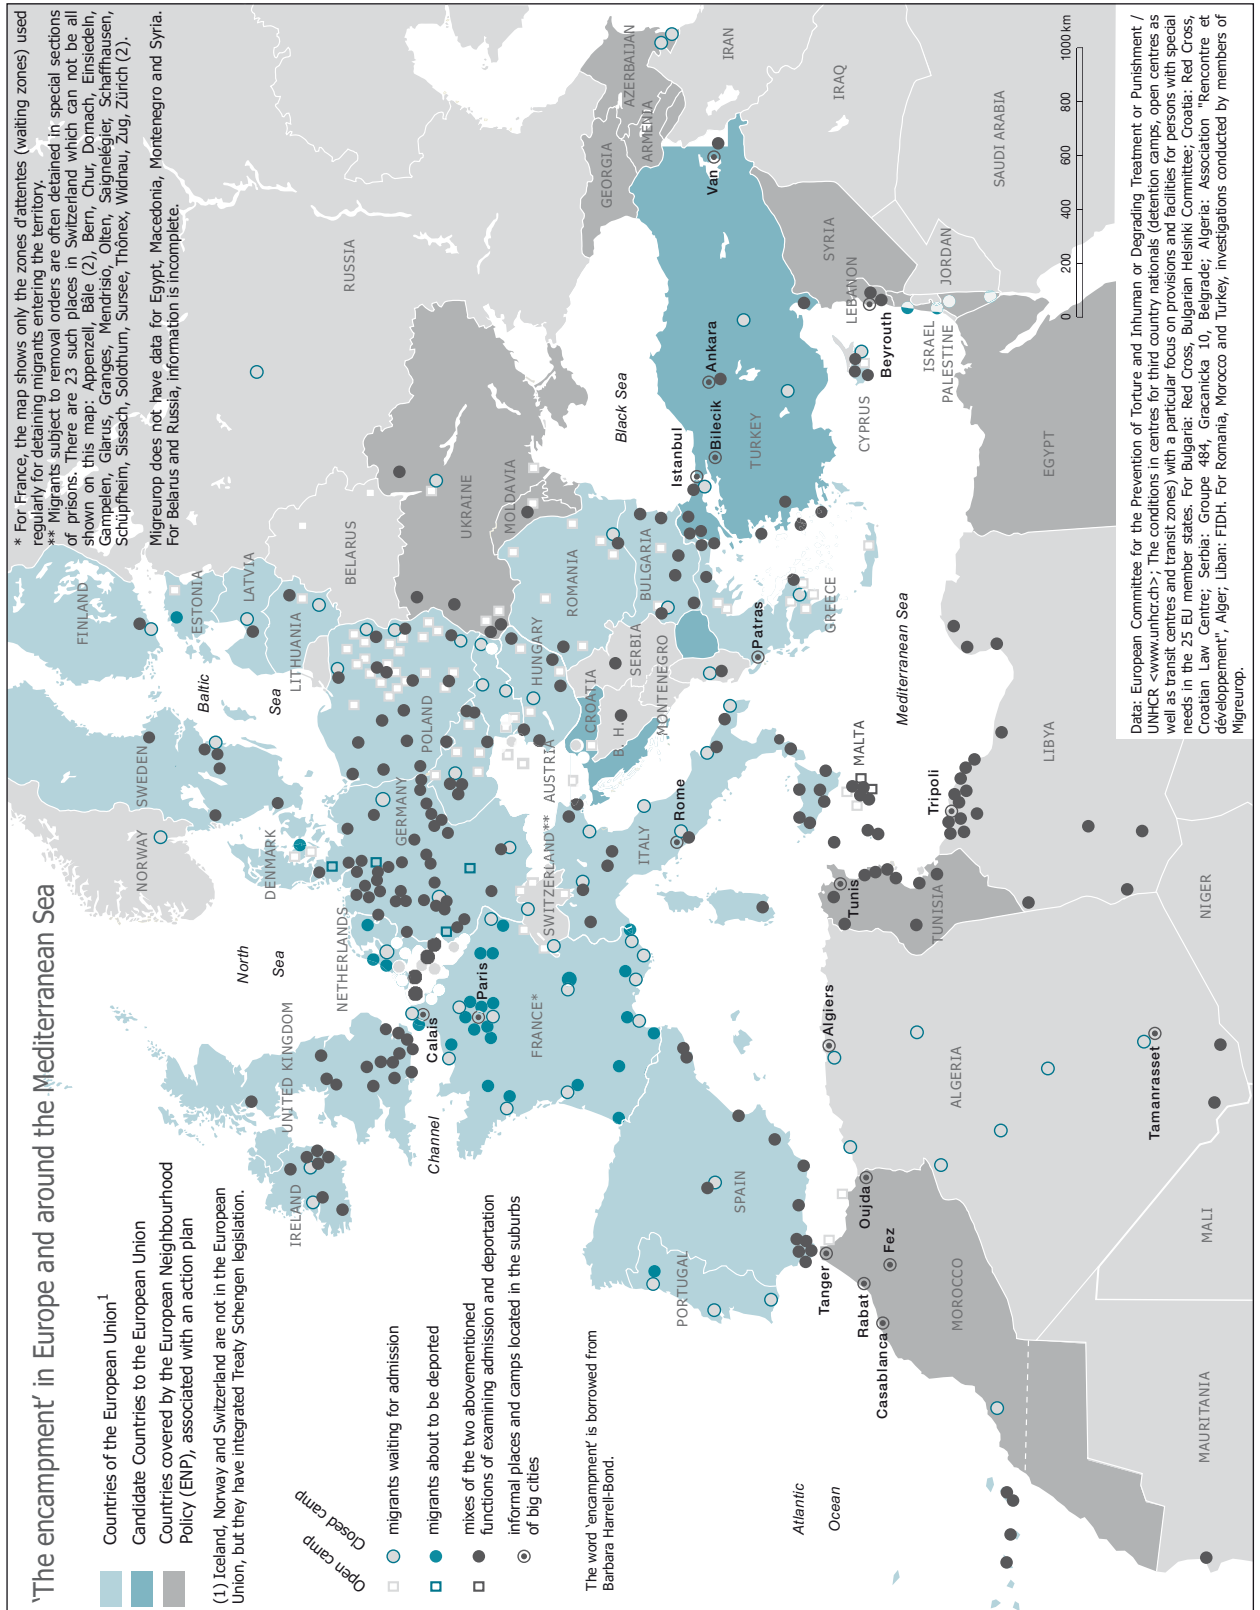 'The encampment' in Europe and around the Mediterranean Sea
Countries of the European Union1
Candidate Countries to the European Union
Countries covered by the European Neighbourhood
Policy (ENP), associated with an action plan
(1) Iceland, Norway and Switzerland are not in the European
Union, but they have integrated Treaty Schengen legislation.
Open camp
Closed camp
migrants waiting for admission
migrants about to be deported
mixes of the two abovementioned
functions of examining admission and deportation
informal places and camps located in the suburbs
of big cities
The word 'encampment' is borrowed from
Barbara Harrell-Bond.
* For France, the map shows only the zones d'attentes (waiting zones) used
regularly for detaining migrants entering the territory.
** Migrants subject to removal orders are often detained in special sections
of prisons. There are 23 such places in Switzerland which can not be all
shown on this map: Appenzell, Bâle (2), Bern, Chur, Dornach, Einsiedeln,
Gampelen, Glarus, Granges, Mendrisio, Olten, Saignelégier, Schaffhausen,
Schüpfheim, Sissach, Solothurn, Sursee, Thônex, Widnau, Zug, Zürich (2).
Migreurop does not have data for Egypt, Macedonia, Montenegro and Syria.
For Belarus and Russia, information is incomplete.
NORWAY
SWEDEN
FINLAND
ESTONIA
LATVIA
LITHUANIA
BELARUS
RUSSIA
Baltic
Sea
North
Sea
DENMARK
NETHERLANDS
UNITED KINGDOM
IRELAND
Channel
GERMANY
POLAND
UKRAINE
MOLDAVIA
Calais
Paris
FRANCE*
SWITZERLAND**
AUSTRIA
HUNGARY
ROMANIA
CROATIA
B. H.
SERBIA
MONTENEGRO
BULGARIA
Black Sea
GEORGIA
ARMENIA
AZERBAIJAN
ITALY
Rome
Patras
GREECE
Istanbul
Bilecik
Ankara
TURKEY
Van
IRAN
IRAQ
SYRIA
LEBANON
Beyrouth
CYPRUS
ISRAEL
PALESTINE
JORDAN
SAUDI ARABIA
EGYPT
Mediterranean Sea
MALTA
PORTUGAL
SPAIN
Atlantic
Ocean
Tanger
Rabat
Casablanca
Fez
Oujda
MOROCCO
Algiers
ALGERIA
Tamanrasset
Tunis
TUNISIA
Tripoli
LIBYA
MAURITANIA
MALI
NIGER
0 200 400 600 800 1000 km
Data: European Committee for the Prevention of Torture and Inhuman or Degrading Treatment or Punishment /
UNHCR <www.unhcr.ch>; The conditions in centres for third country nationals (detention camps, open centres as
well as transit centres and transit zones) with a particular focus on provisions and facilities for persons with special
needs in the 25 EU member states. For Bulgaria: Red Cross, Bulgarian Helsinki Committee; Croatia: Red Cross,
Croatian Law Centre; Serbia: Groupe 484, Gracanicka 10, Belgrade; Algeria: Association "Rencontre et
développement", Alger; Liban: FIDH. For Romania, Morocco and Turkey, investigations conducted by members of
Migreurop.